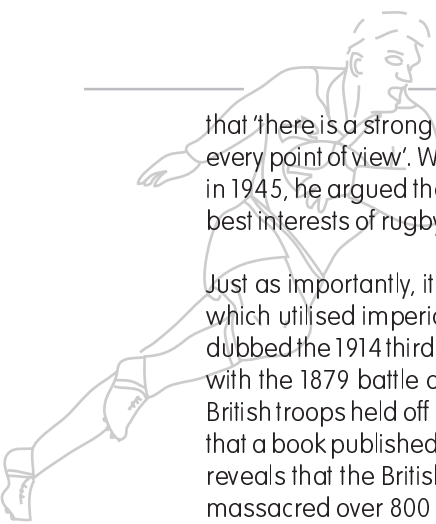 that ‘there is a strong
every point of view’. W
in 1945, he argued tha
best interests of rugby
Just as importantly, it
which utilised imperia
dubbed the 1914 third
with the 1879 battle o
British troops held off
that a book published
reveals that the Britis
massacred over 800